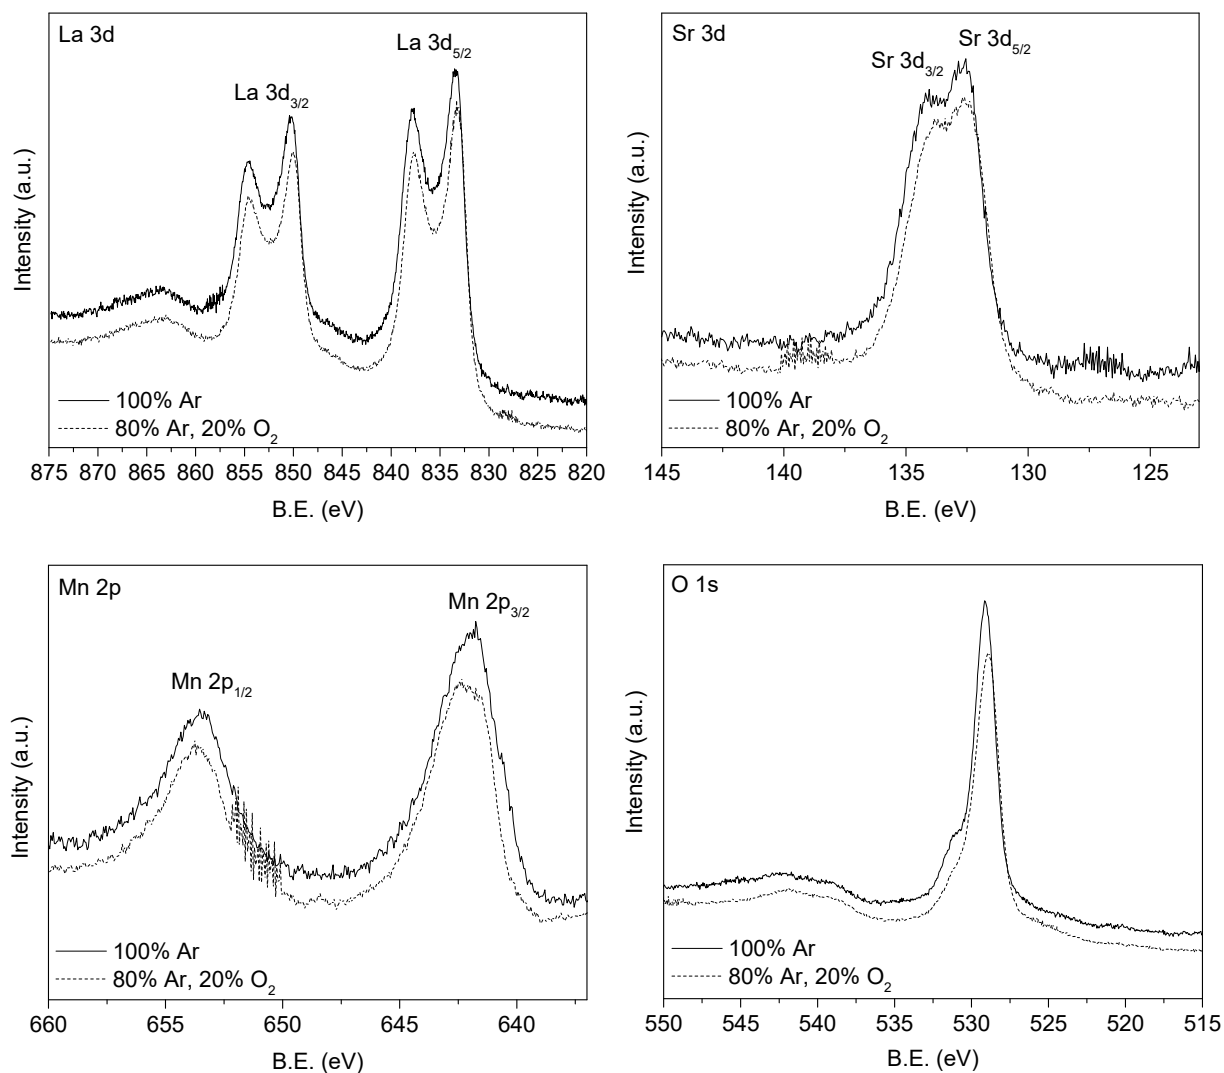 La 3d
La 3d5/2
La 3d3/2
Intensity (a.u.)
100% Ar
80% Ar, 20% O2
875 870 865 860 855 850 845 840 835 830 825 820
B.E. (eV)
Sr 3d
Sr 3d5/2
Sr 3d3/2
Intensity (a.u.)
100% Ar
80% Ar, 20% O2
145 140 135 130 125
B.E. (eV)
Mn 2p
Mn 2p3/2
Mn 2p1/2
Intensity (a.u.)
100% Ar
80% Ar, 20% O2
660 655 650 645 640
B.E. (eV)
O 1s
Intensity (a.u.)
100% Ar
80% Ar, 20% O2
550 545 540 535 530 525 520 515
B.E. (eV)